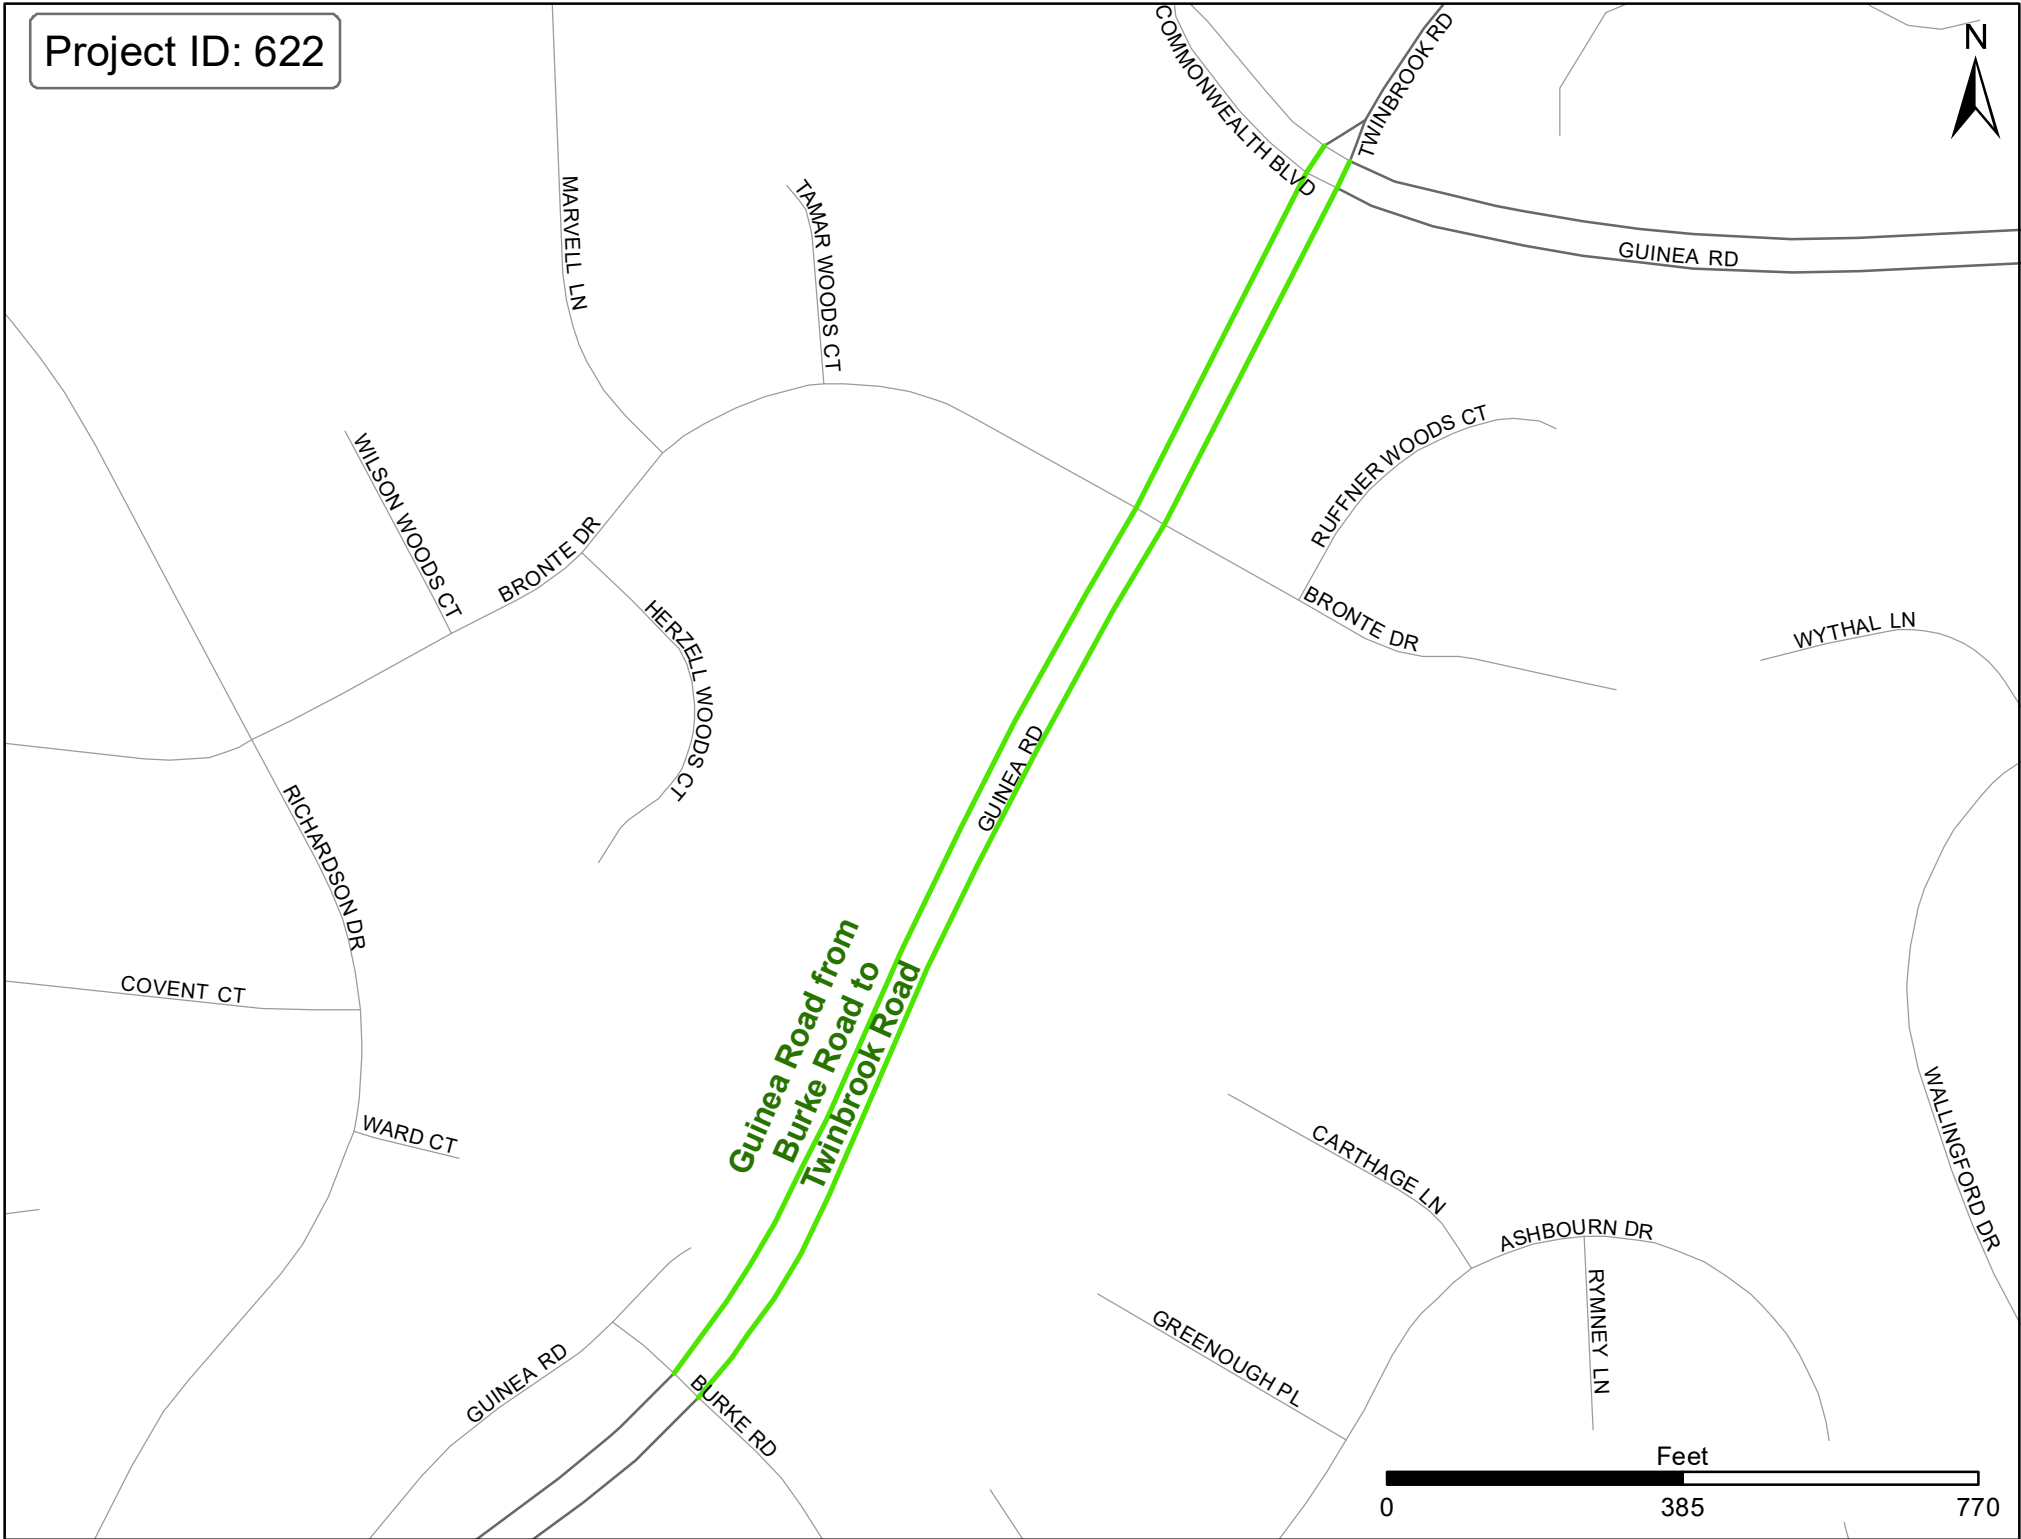 Project ID: 622
N
COMMONWEALTH BLVD
TWINBROOK RD
MARVELL LN
TAMAR WOODS CT
GUINEA RD
WILSON WOODS CT
BRONTE DR
RUFFNER WOODS CT
HERZELL WOODS CT
BRONTE DR
WYTHAL LN
GUINEA RD
RICHARDSON DR
COVENT CT
Guinea Road from
Burke Road to
Twinbrook Road
WARD CT
CARTHAGE LN
WALLINGFORD DR
ASHBOURN DR
RYMNEY LN
GREENOUGH PL
GUINEA RD
BURKE RD
Feet
0 385 770